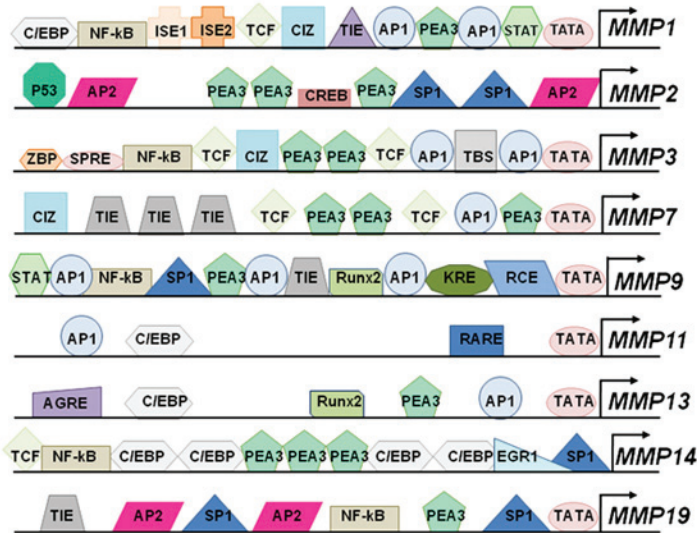 C/EBP NF-kB ISE1 ISE2 TCF CIZ TIE AP1 PEA3 AP1 STAT TATA MMP1
P53 AP2 PEA3 PEA3 CREB PEA3 SP1 SP1 AP2 MMP2
ZBP SPRE NF-kB TCF CIZ PEA3 PEA3 TCF AP1 TBS AP1 TATA MMP3
CIZ TIE TIE TIE TCF PEA3 PEA3 TCF AP1 PEA3 TATA MMP7
STAT AP1 NF-kB SP1 PEA3 AP1 TIE Runx2 AP1 KRE RCE TATA MMP9
AP1 C/EBP RARE TATA MMP11
AGRE C/EBP Runx2 PEA3 AP1 TATA MMP13
TCF NF-kB C/EBP C/EBP PEA3 PEA3 PEA3 C/EBP C/EBP EGR1 SP1 MMP14
TIE AP2 SP1 AP2 NF-kB PEA3 SP1 TATA MMP19